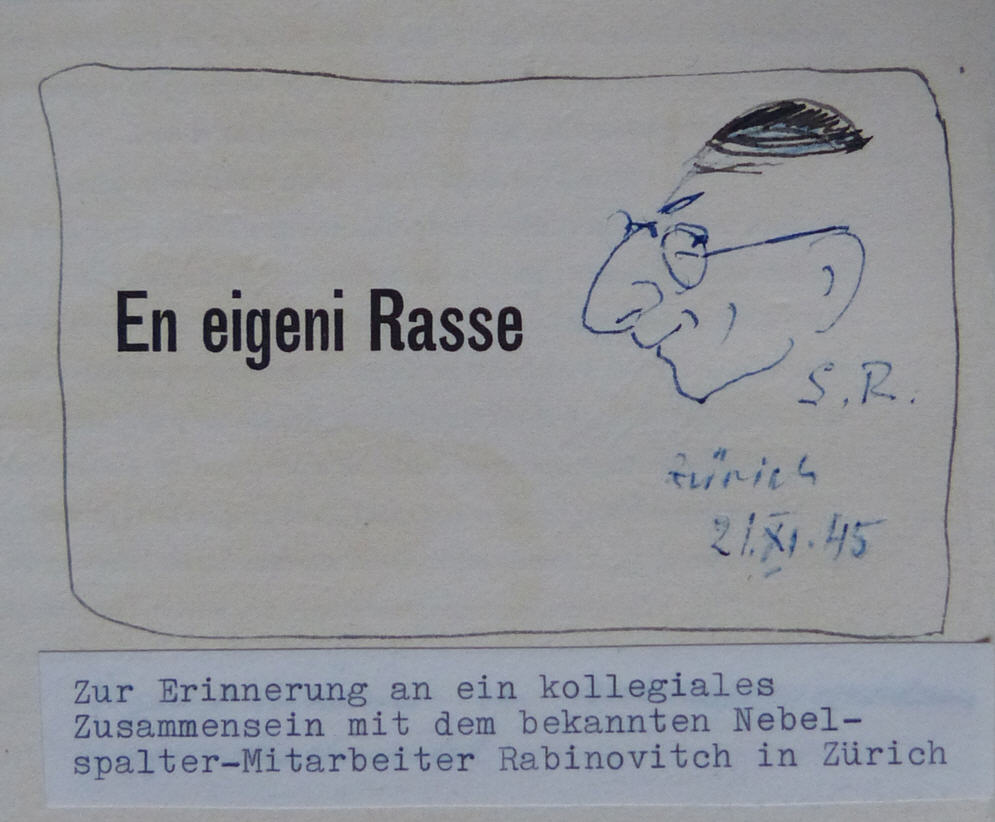 En eigeni Rasse
S.R.
Zürich
21.XI.45
Zur Erinnerung an ein kollegiales
Zusammensein mit dem bekannten Nebel-
spalter-Mitarbeiter Rabinovitch in Zürich